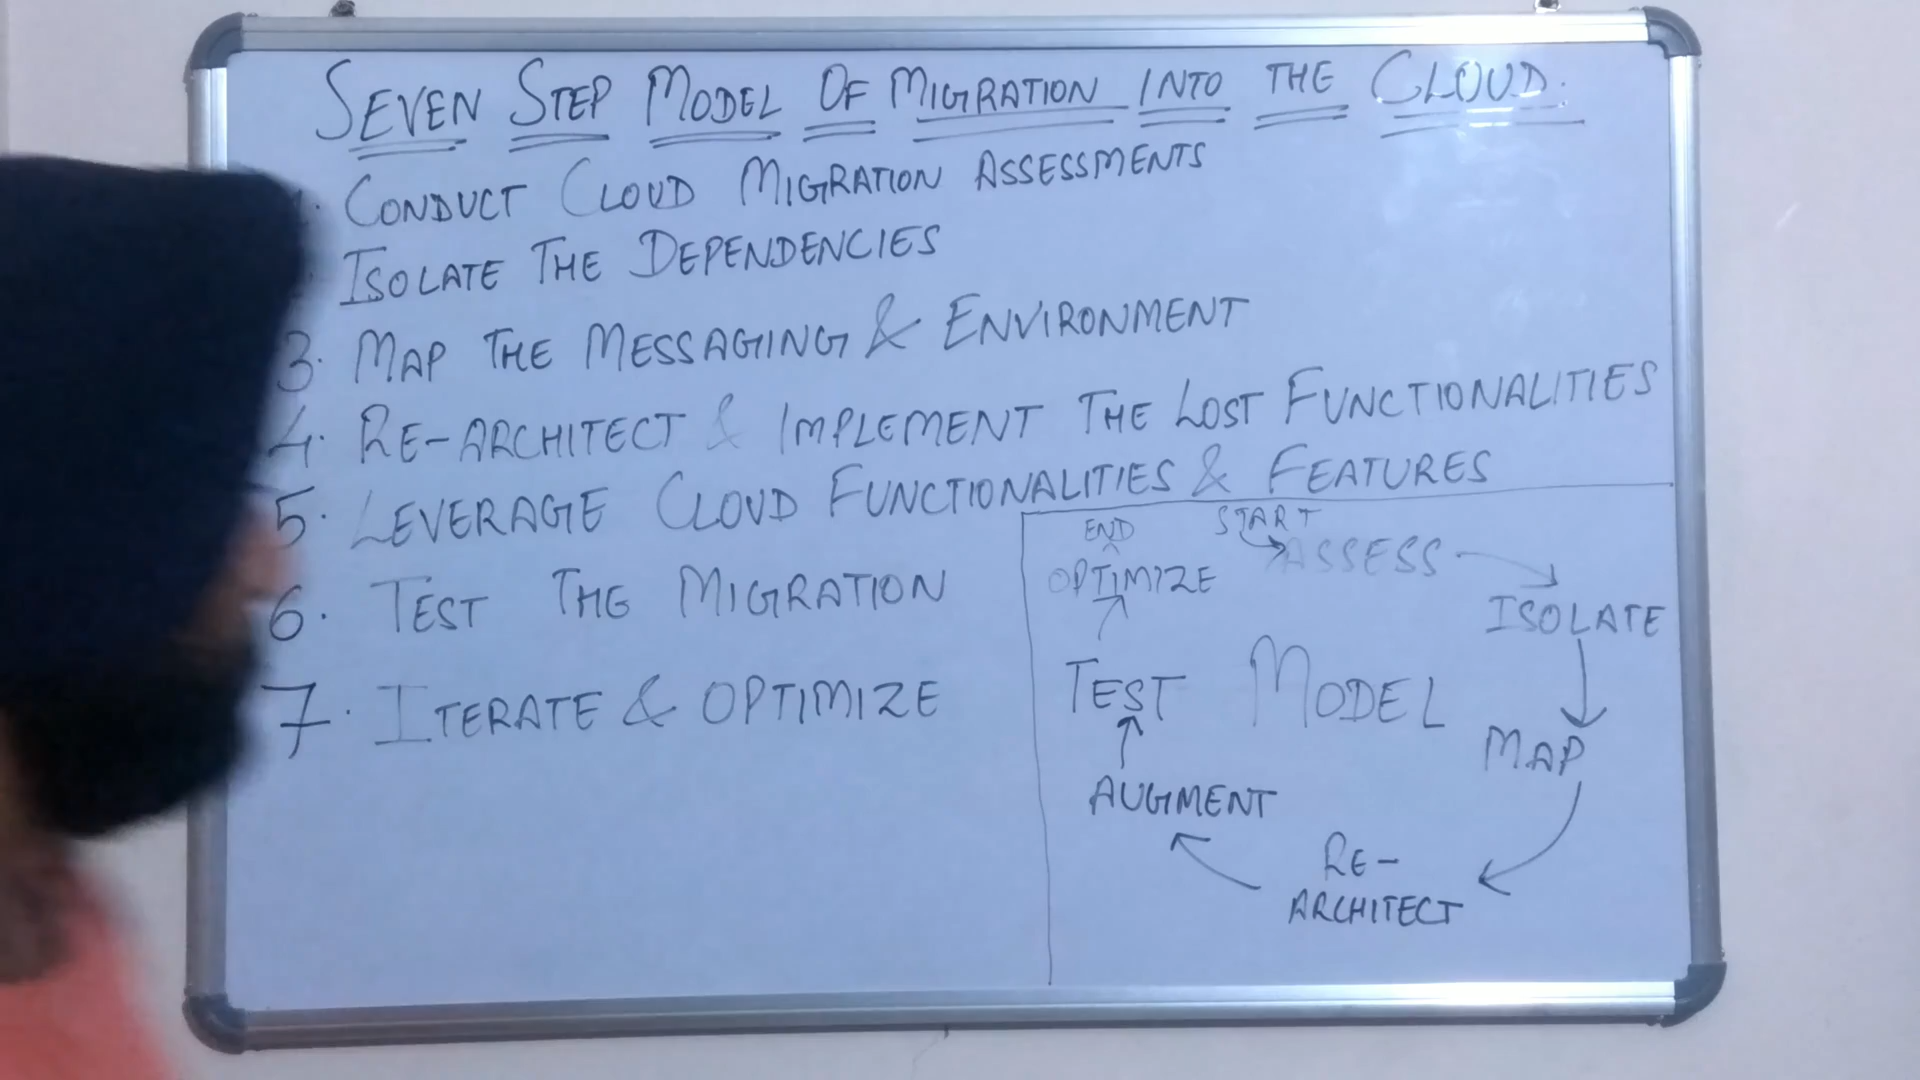 SEVEN STEP MODEL OF MIGRATION INTO THE CLOUD.
1. CONDUCT CLOUD MIGRATION ASSESSMENTS
ISOLATE THE DEPENDENCIES
3. MAP THE MESSAGING & ENVIRONMENT
4. RE-ARCHITECT & IMPLEMENT THE LOST FUNCTIONALITIES
5. LEVERAGE CLOUD FUNCTIONALITIES & FEATURES
6. TEST THE MIGRATION
7. ITERATE & OPTIMIZE
START
ASSESS
ISOLATE
MAP
RE-
ARCHITECT
AUGMENT
TEST
OPTIMIZE
END
MODEL